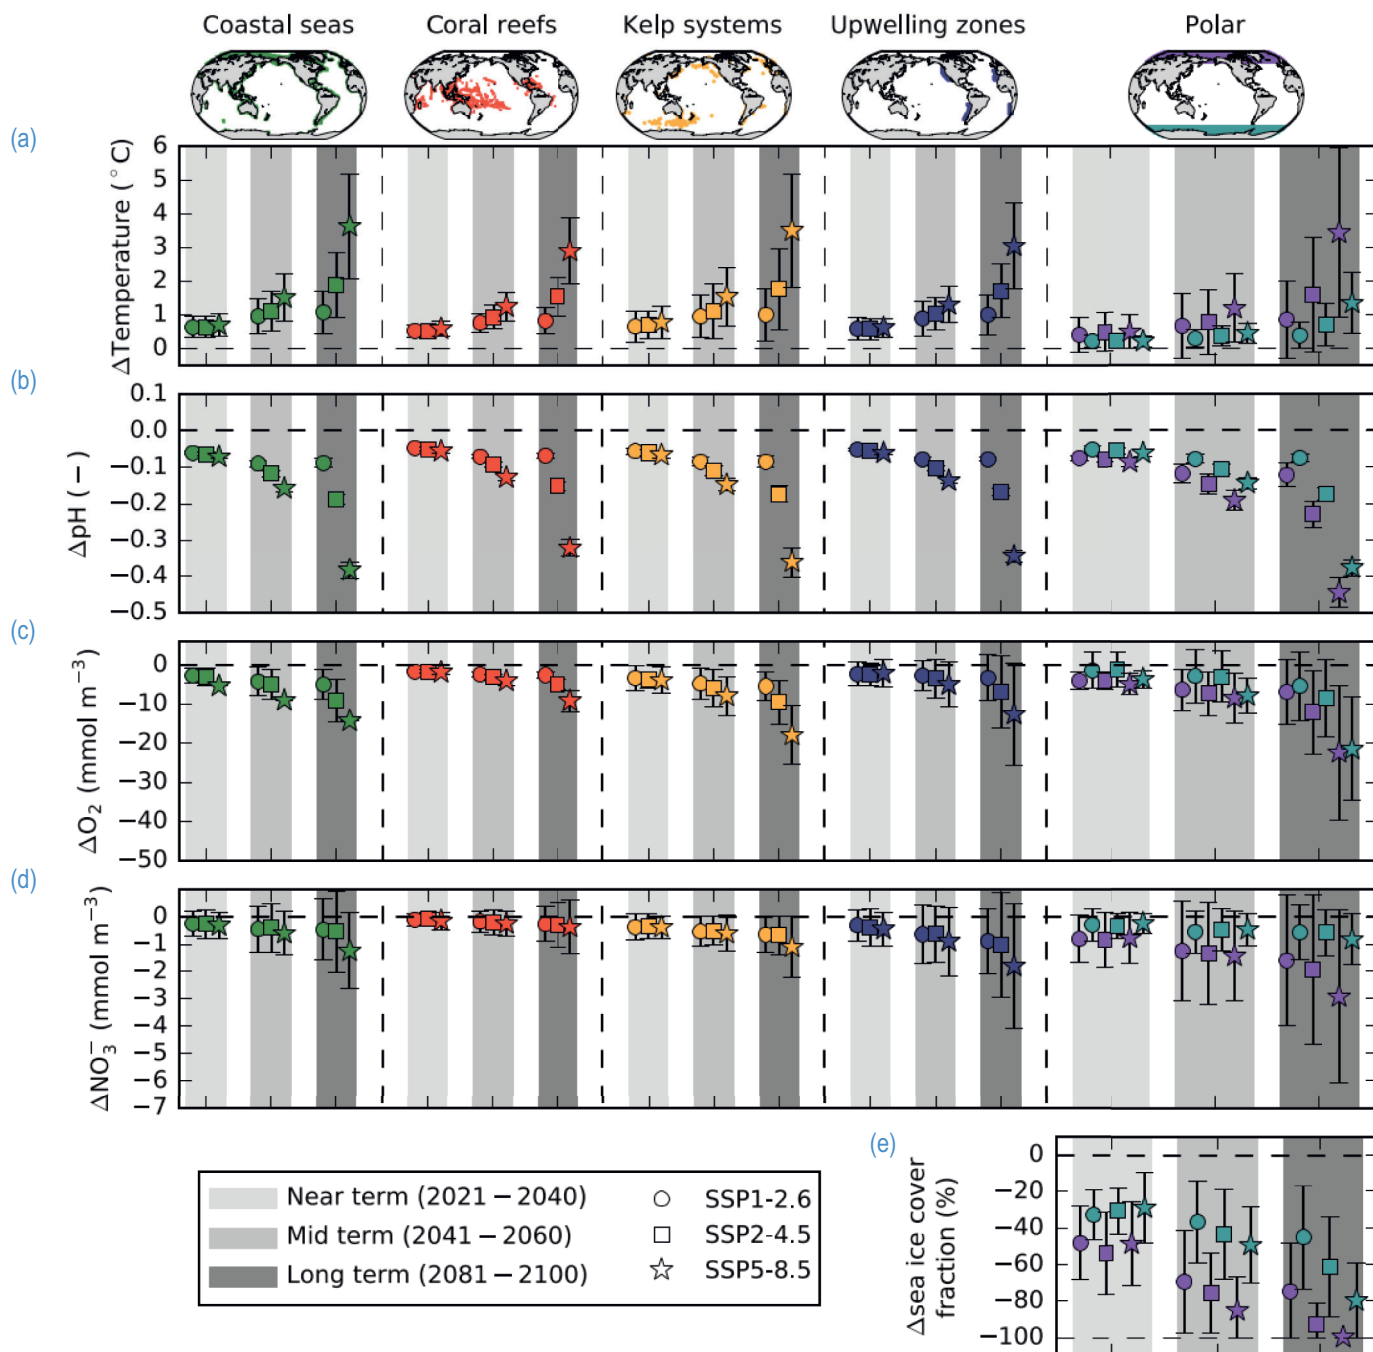 Coastal seas Coral reefs Kelp systems Upwelling zones Polar
(a)
ΔTemperature (°C)
6
5
4
3
2
1
0
(b)
ΔpH (−)
0.1
0.0
−0.1
−0.2
−0.3
−0.4
−0.5
(c)
ΔO₂ (mmol m⁻³)
0
−10
−20
−30
−40
−50
(d)
ΔNO₃⁻ (mmol m⁻³)
0
−1
−2
−3
−4
−5
−6
−7
(e)
Δsea ice cover
fraction (%)
0
−20
−40
−60
−80
−100
Near term (2021−2040) SSP1-2.6
Mid term (2041−2060) SSP2-4.5
Long term (2081−2100) SSP5-8.5